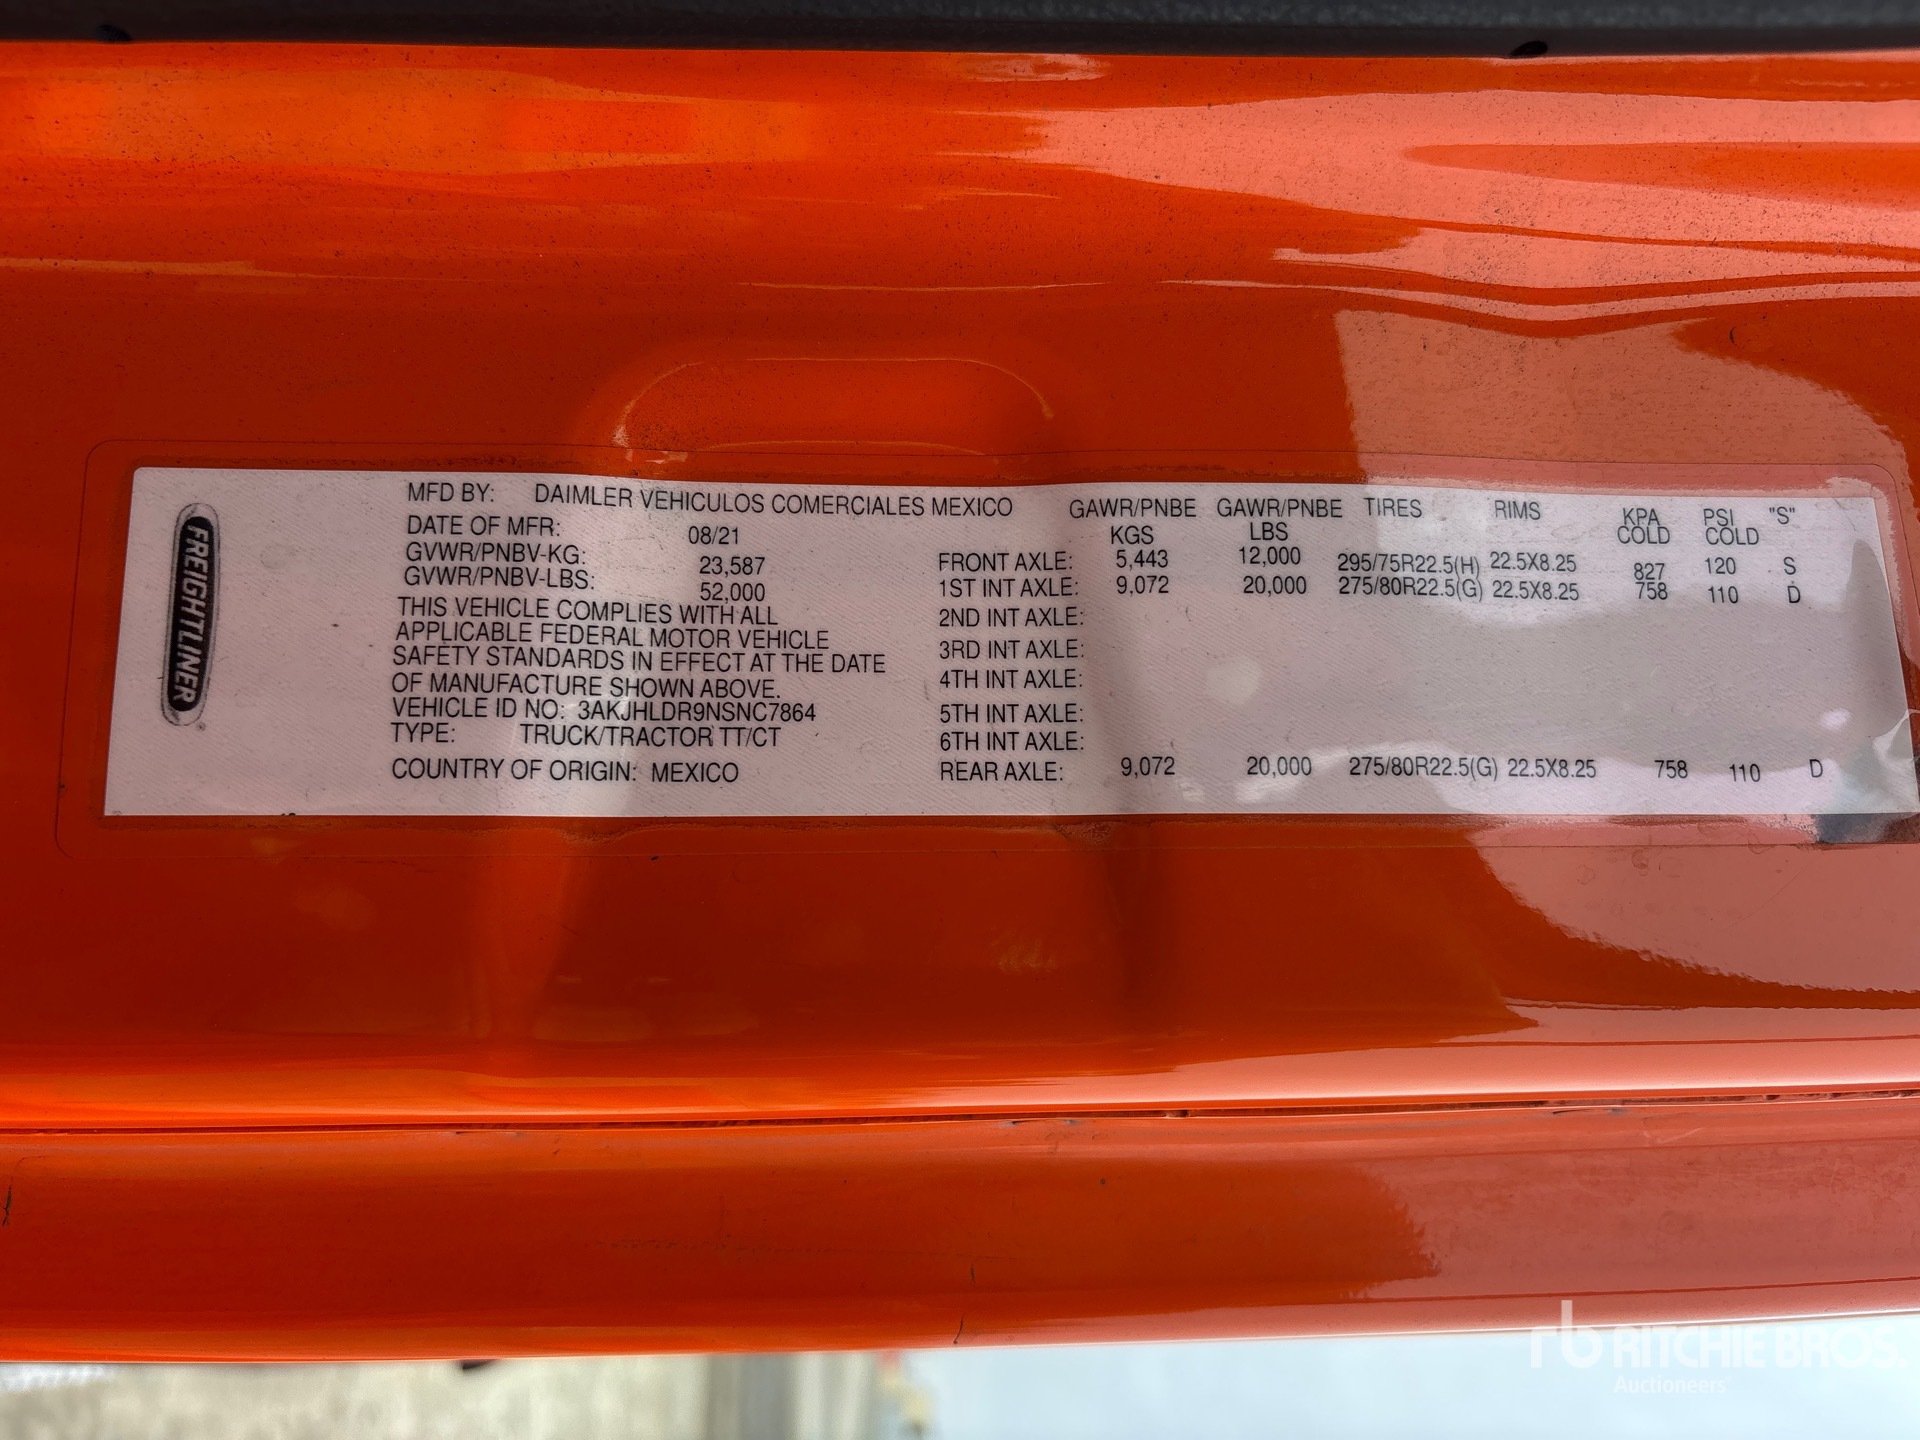 FREIGHTLINER
MFD BY: DAIMLER VEHICULOS COMERCIALES MEXICO
DATE OF MFR: 08/21
GVWR/PNBV-KG: 23,587
GVWR/PNBV-LBS: 52,000
THIS VEHICLE COMPLIES WITH ALL
APPLICABLE FEDERAL MOTOR VEHICLE
SAFETY STANDARDS IN EFFECT AT THE DATE
OF MANUFACTURE SHOWN ABOVE.
VEHICLE ID NO: 3AKJHLDR9NSNC7864
TYPE: TRUCK/TRACTOR TT/CT
COUNTRY OF ORIGIN: MEXICO
GAWR/PNBE GAWR/PNBE TIRES RIMS KPA PSI "S"
KGS LBS COLD COLD
FRONT AXLE: 5,443 12,000 295/75R22.5(H) 22.5X8.25 827 120 S
1ST INT AXLE: 9,072 20,000 275/80R22.5(G) 22.5X8.25 758 110 D
2ND INT AXLE:
3RD INT AXLE:
4TH INT AXLE:
5TH INT AXLE:
6TH INT AXLE:
REAR AXLE: 9,072 20,000 275/80R22.5(G) 22.5X8.25 758 110 D
rb RITCHIE BROS.
Auctioneers